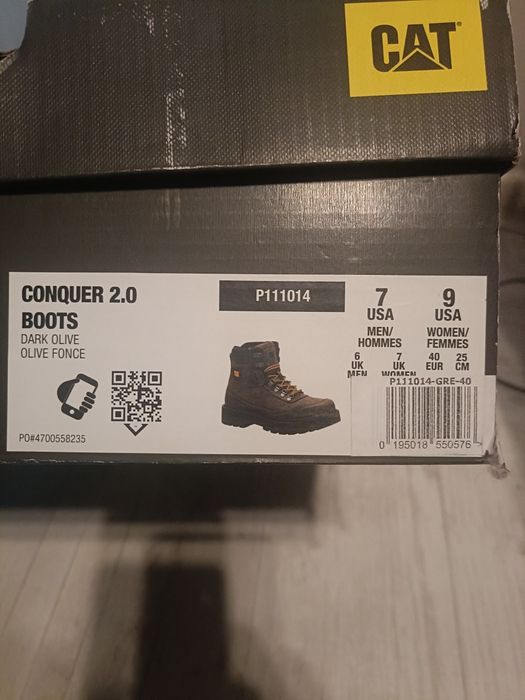 CAT
CONQUER 2.0
BOOTS
DARK OLIVE
OLIVE FONCE
PO#4700558235
P111014
7
USA
MEN/
HOMMES
9
USA
WOMEN/
FEMMES
6
UK
MEN
7
UK
WOMEN
40
EUR
25
CM
P111014-GRE-40
0 195018 550576 7